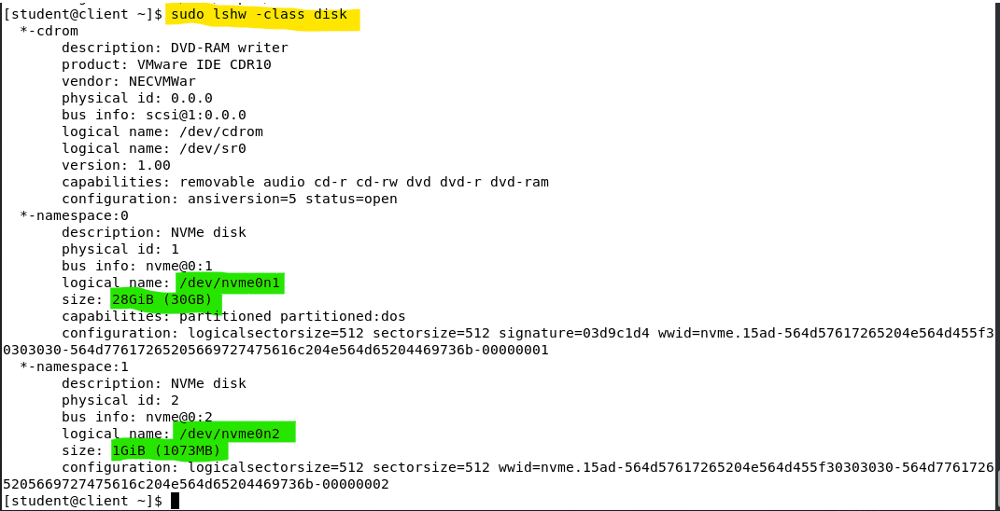 [student@client ~]$ sudo lshw -class disk
  *-cdrom
       description: DVD-RAM writer
       product: VMware IDE CDR10
       vendor: NECVMWar
       physical id: 0.0.0
       bus info: scsi@1:0.0.0
       logical name: /dev/cdrom
       logical name: /dev/sr0
       version: 1.00
       capabilities: removable audio cd-r cd-rw dvd dvd-r dvd-ram
       configuration: ansiversion=5 status=open
  *-namespace:0
       description: NVMe disk
       physical id: 1
       bus info: nvme@0:1
       logical name: /dev/nvme0n1
       size: 28GiB (30GB)
       capabilities: partitioned partitioned:dos
       configuration: logicalsectorsize=512 sectorsize=512 signature=03d9c1d4 wwid=nvme.15ad-564d57617265204e564d455f3
0303030-564d776172652056697274756​16c204e564d65204469736b-00000001
  *-namespace:1
       description: NVMe disk
       physical id: 2
       bus info: nvme@0:2
       logical name: /dev/nvme0n2
       size: 1GiB (1073MB)
       configuration: logicalsectorsize=512 sectorsize=512 wwid=nvme.15ad-564d57617265204e564d455f30303030-564d7761726
5205669727475616c204e564d65204469736b-00000002
[student@client ~]$